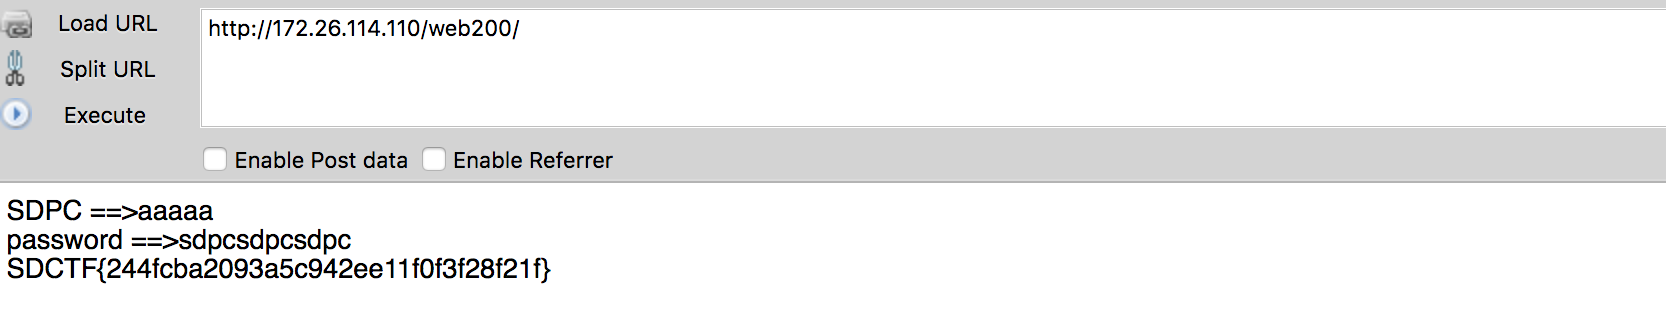 Load URL
http://172.26.114.110/web200/
Split URL
Execute
Enable Post data Enable Referrer
SDPC ==>aaaaa
password ==>sdpcsdpcsdpc
SDCTF{244fcba2093a5c942ee11f0f3f28f21f}